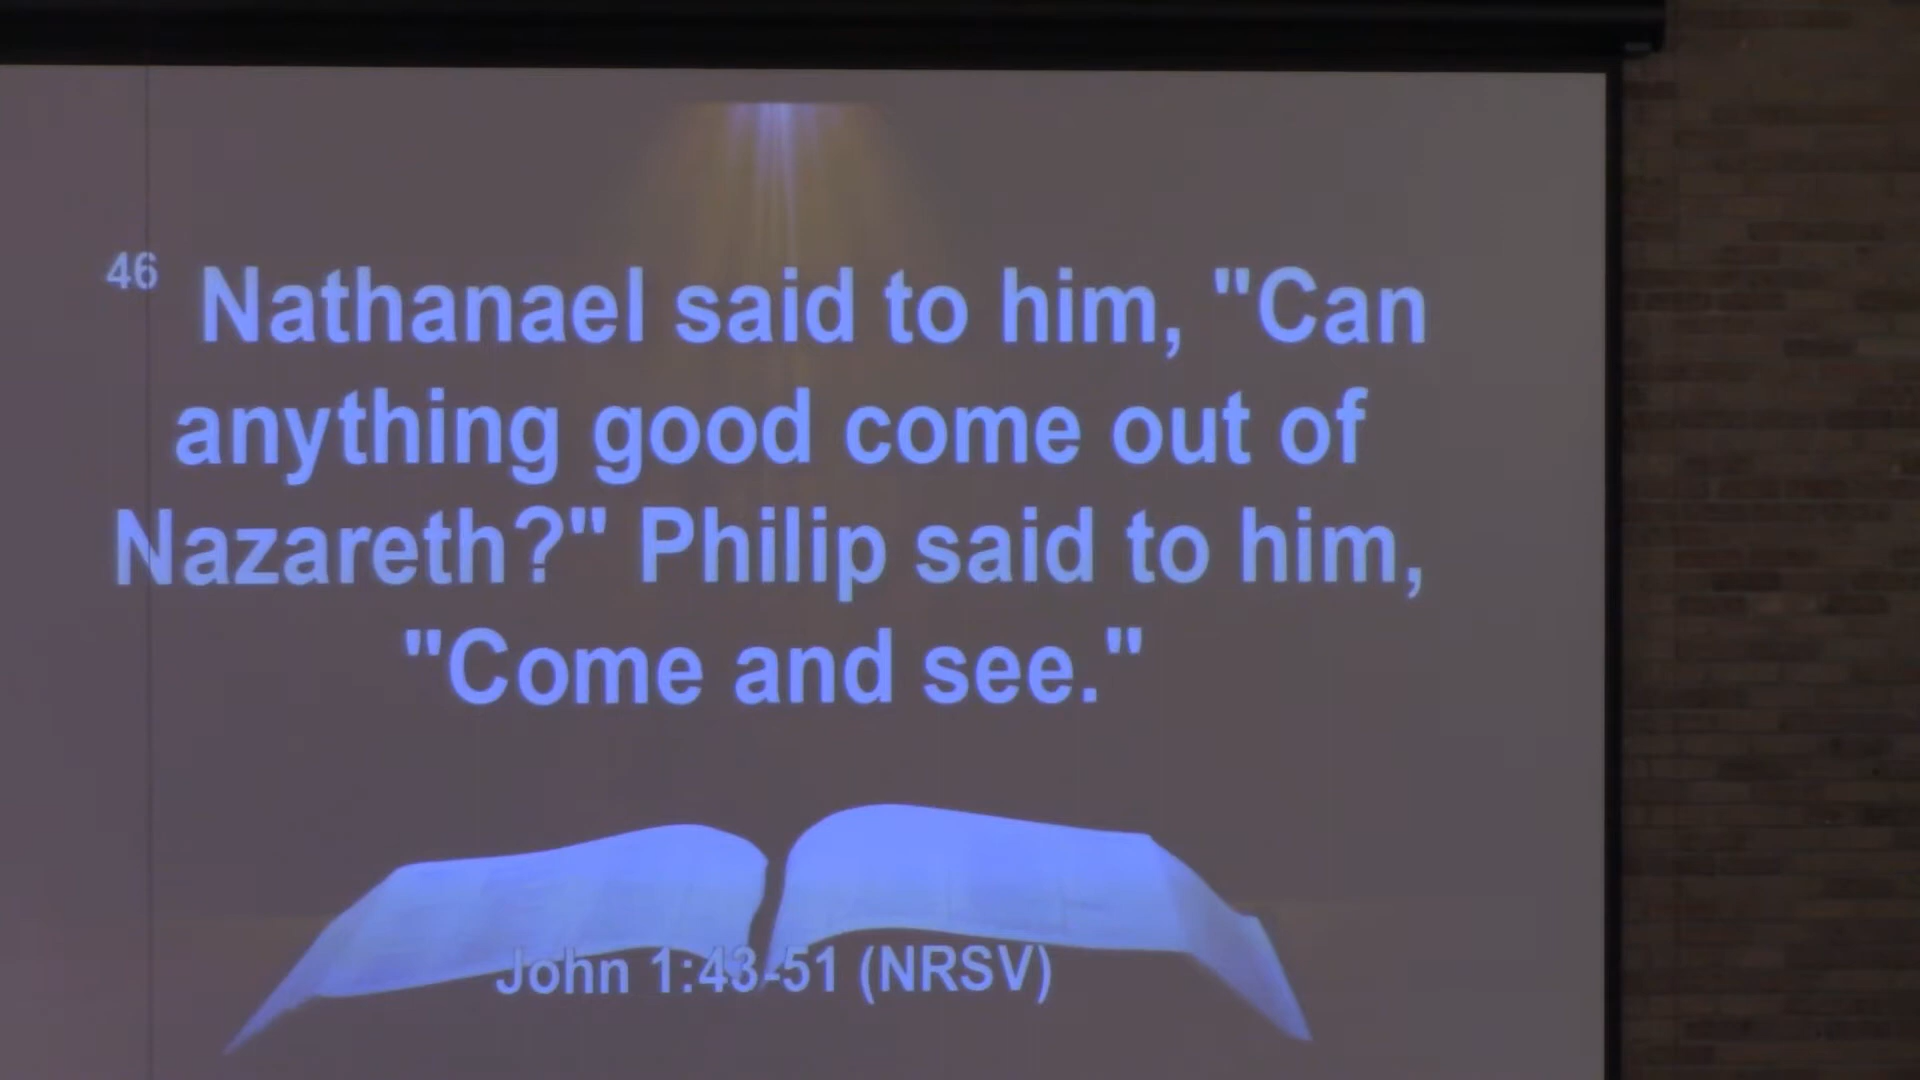 46 Nathanael said to him, "Can
anything good come out of
Nazareth?" Philip said to him,
"Come and see."
John 1:43-51 (NRSV)